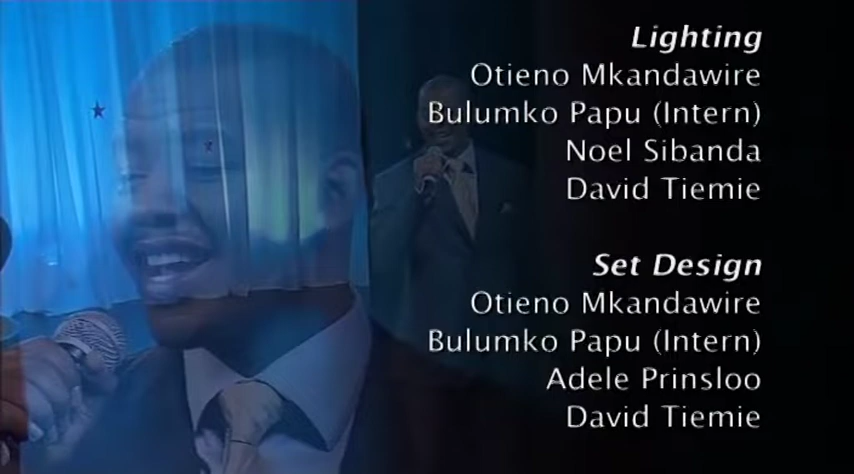 Lighting
Otieno Mkandawire
Bulumko Papu (Intern)
Noel Sibanda
David Tiemie
Set Design
Otieno Mkandawire
Bulumko Papu (Intern)
Adele Prinsloo
David Tiemie